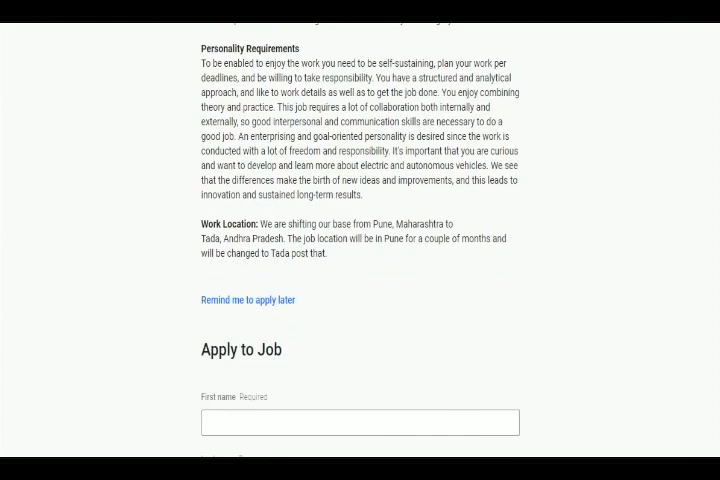 Personality Requirements
To be enabled to enjoy the work you need to be self-sustaining, plan your work per
deadlines, and be willing to take responsibility. You have a structured and analytical
approach, and like to work details as well as to get the job done. You enjoy combining
theory and practice. This job requires a lot of collaboration both internally and
externally, so good interpersonal and communication skills are necessary to do a
good job. An enterprising and goal-oriented personality is desired since the work is
conducted with a lot of freedom and responsibility. It's important that you are curious
and want to develop and learn more about electric and autonomous vehicles. We see
that the differences make the birth of new ideas and improvements, and this leads to
innovation and sustained long-term results.
Work Location: We are shifting our base from Pune, Maharashtra to
Tada, Andhra Pradesh. The job location will be in Pune for a couple of months and
will be changed to Tada post that.
Remind me to apply later
Apply to Job
First name Required